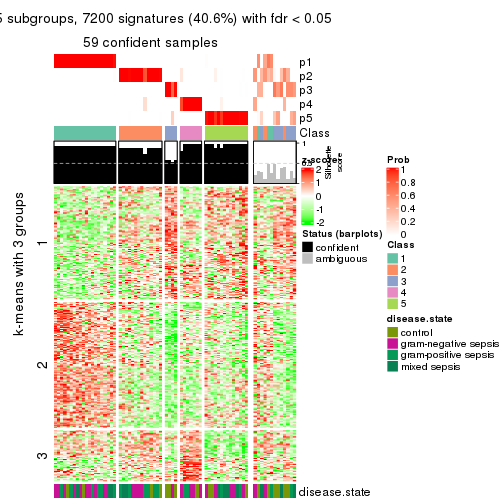 5 subgroups, 7200 signatures (40.6%) with fdr < 0.05
59 confident samples
p1
p2
p3
p4
p5
Class
1
Silhouette
score
z-score
2
1
0
-1
-2
Status (barplots)
confident
ambiguous
Prob
1
0.8
0.6
0.4
0.2
0
Class
1
2
3
4
5
disease.state
control
gram-negative sepsis
gram-positive sepsis
mixed sepsis
k-means with 3 groups
1
2
3
disease.state